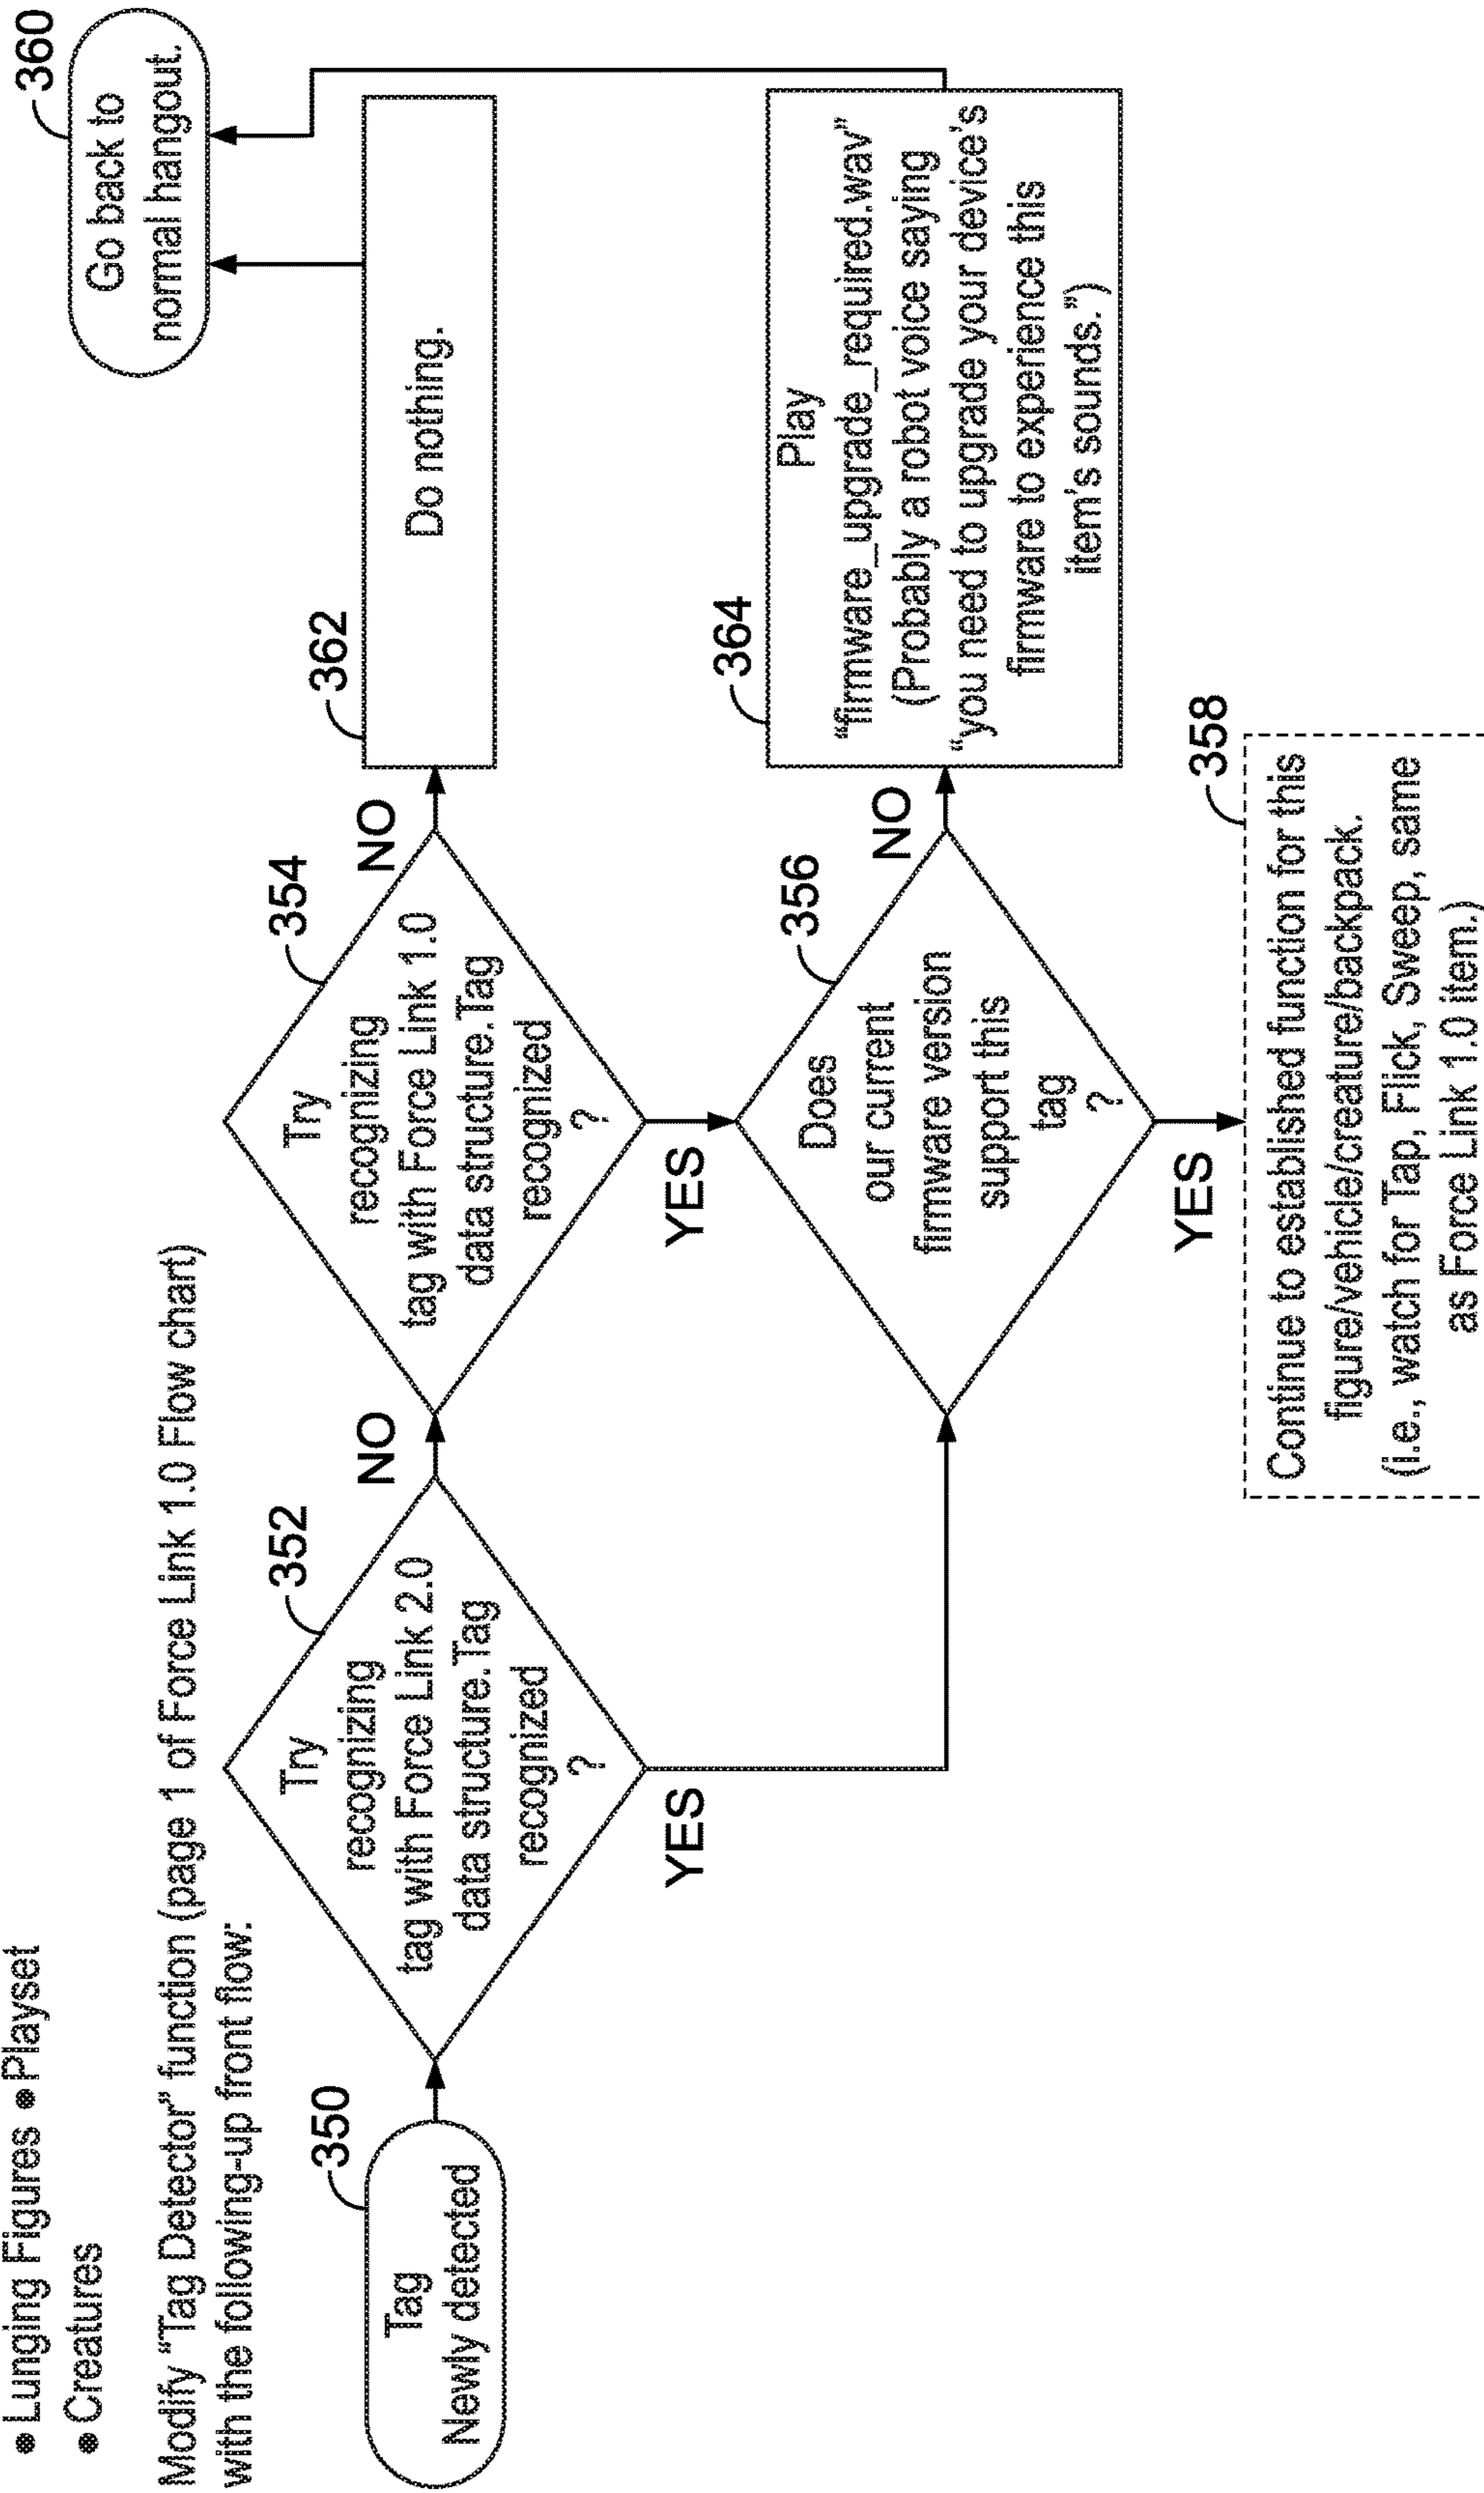 • Lunging Figures • Playset
• Creatures
Modify “Tag Detector” function (page 1 of Force Link 1.0 Flow chart)
with the following-up front flow:
350
Tag
Newly detected
352
Try
recognizing
tag with Force Link 2.0
data structure.Tag
recognized
?
NO
YES
354
Try
recognizing
tag with Force Link 1.0
data structure.Tag
recognized
?
NO
YES
362
Do nothing.
360
Go back to
normal hangout.
356
Does
our current
firmware version
support this
tag
?
NO
YES
364
Play
“firmware_upgrade_required.wav”
(Probably a robot voice saying
“you need to upgrade your device's
firmware to experience this
item's sounds.”)
358
Continue to established function for this
figure/vehicle/creature/backpack.
(i.e., watch for Tap, Flick, Sweep, same
as Force Link 1.0 item.)